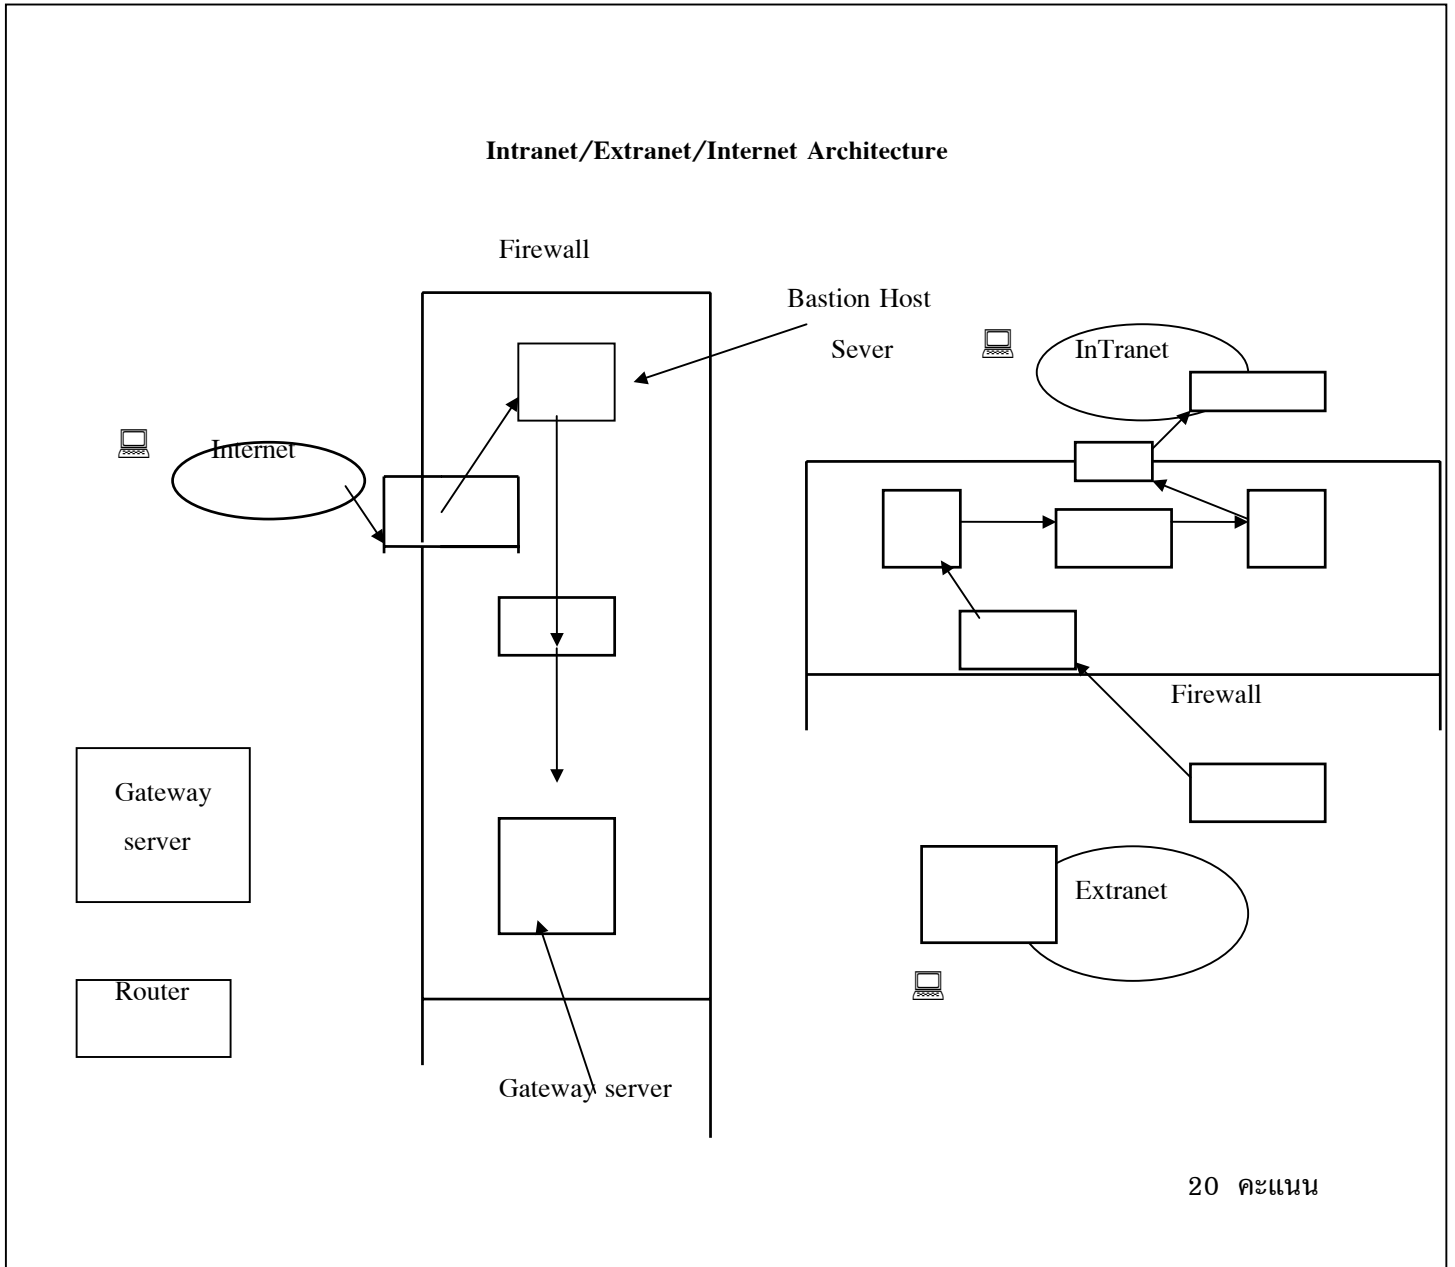 Intranet/Extranet/Internet Architecture
Firewall
Bastion Host
Sever
InTranet
Internet
Firewall
Gateway
server
Extranet
Router
Gateway server
20 คะแนน